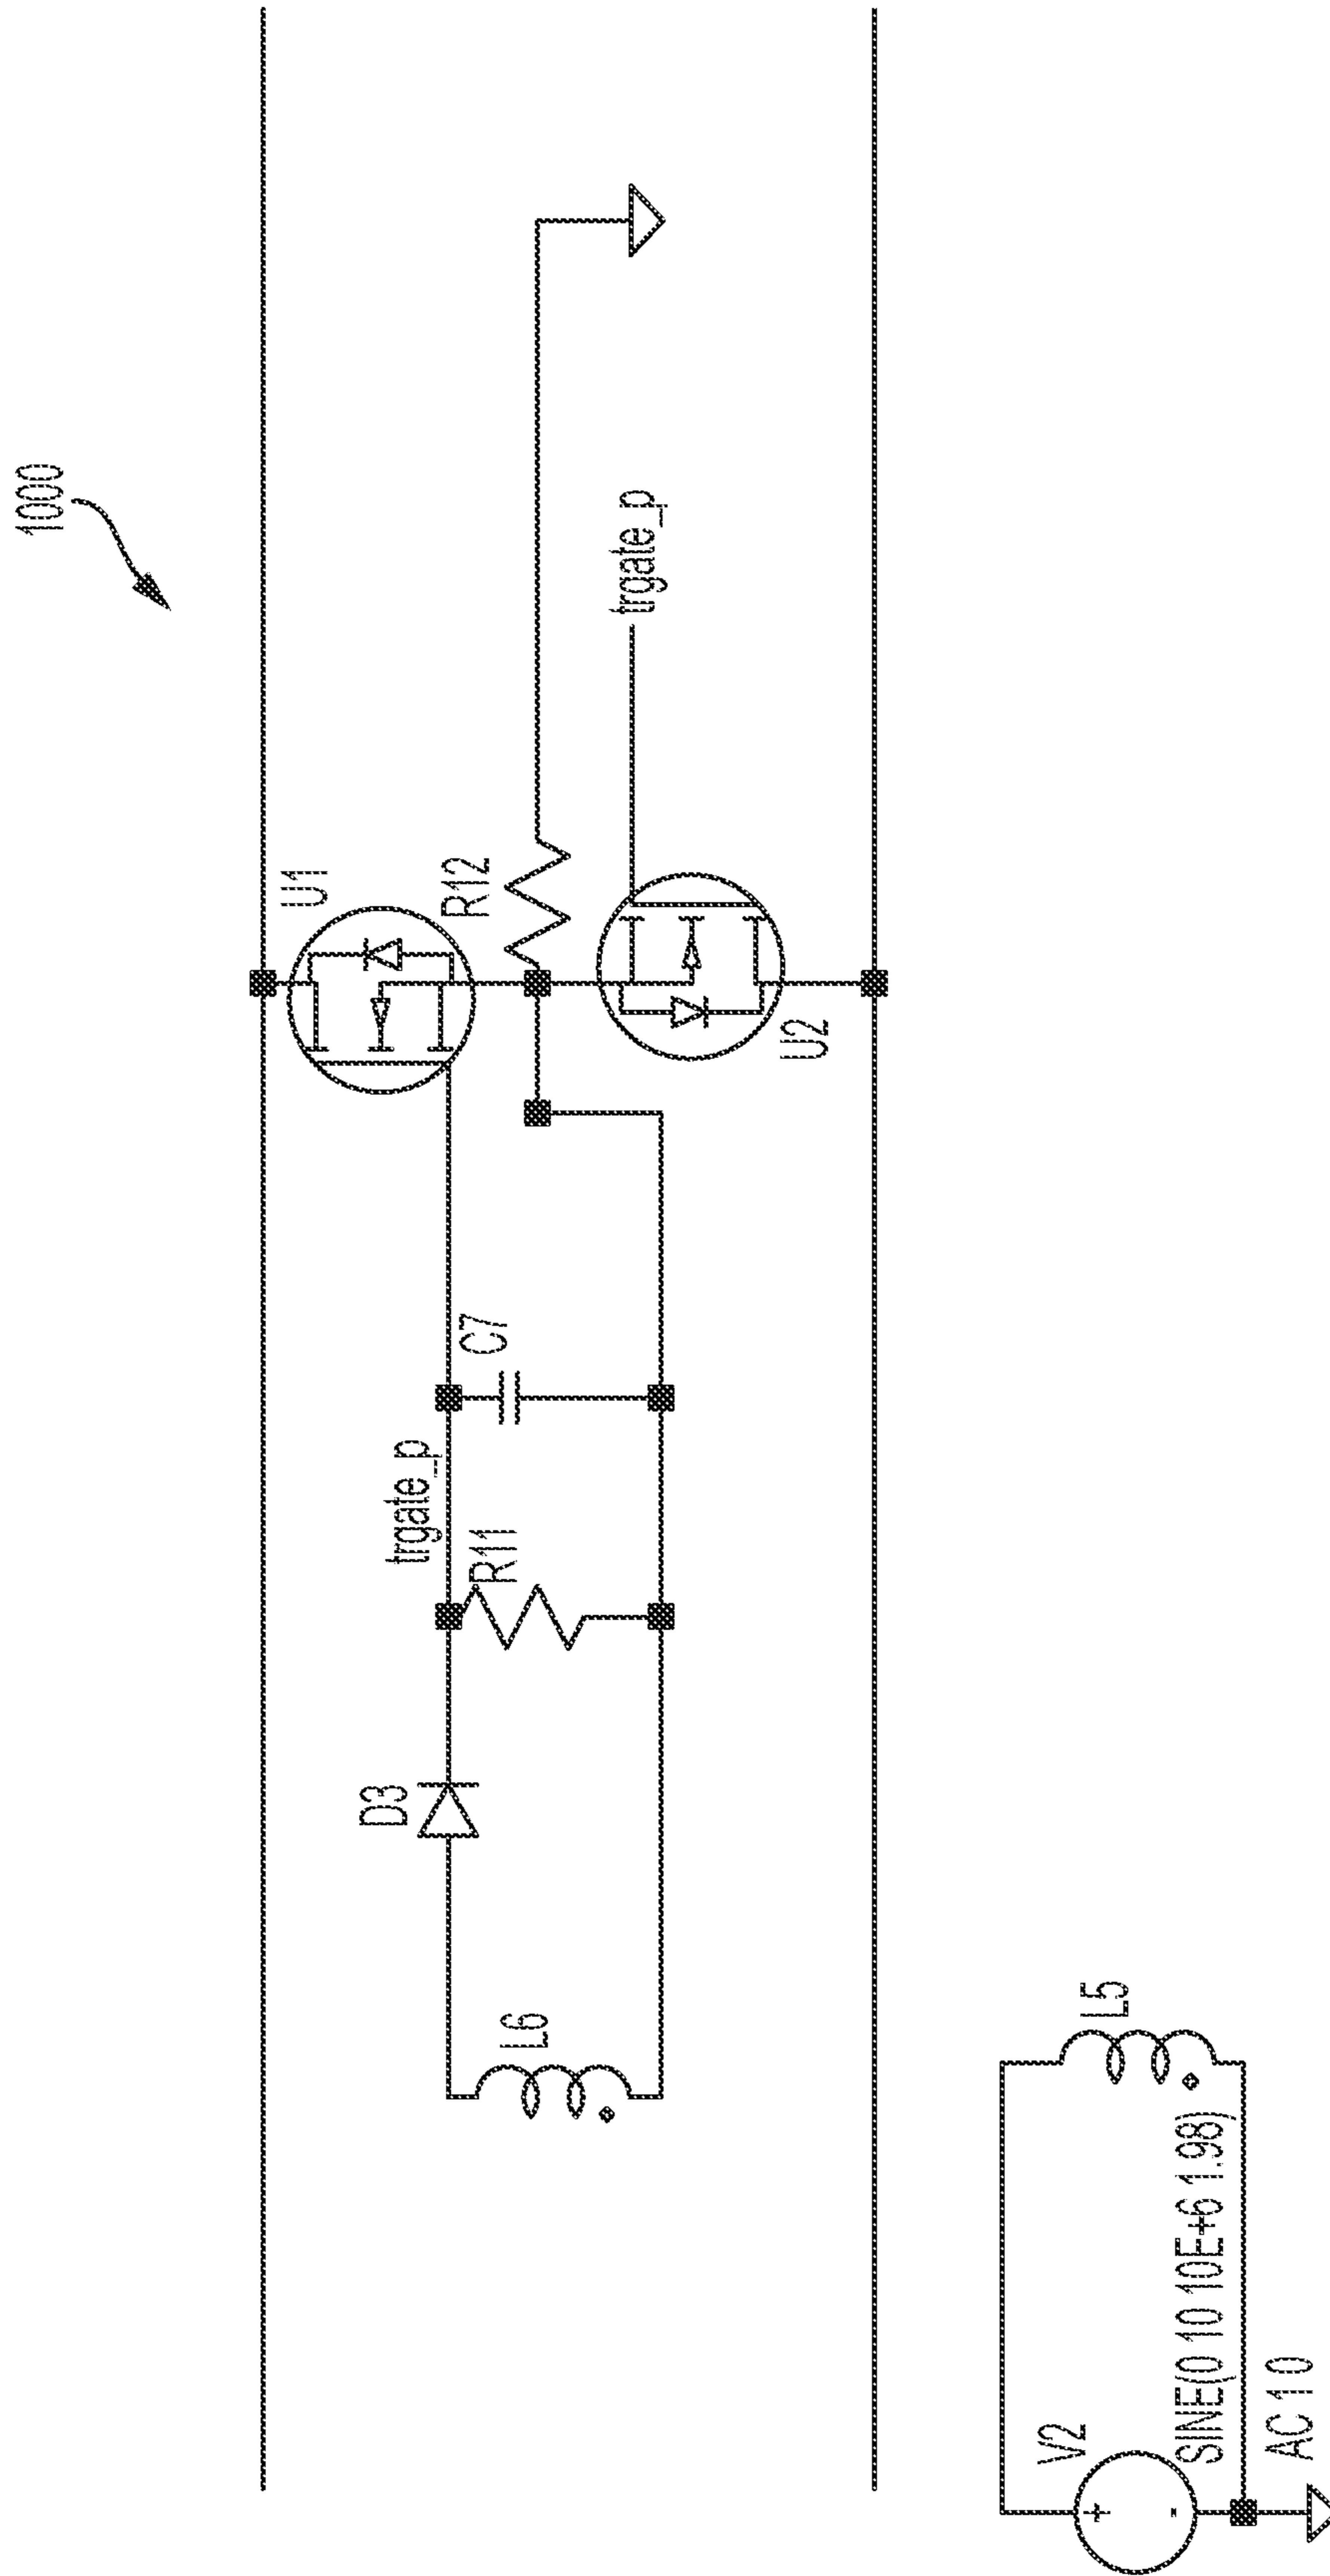 1000
U1
D3
trgate_p
R12
C7
R11
L6
trgate_p
U2
V2
L5
SINE(0 10 10E+6 1.98)
AC 1 0